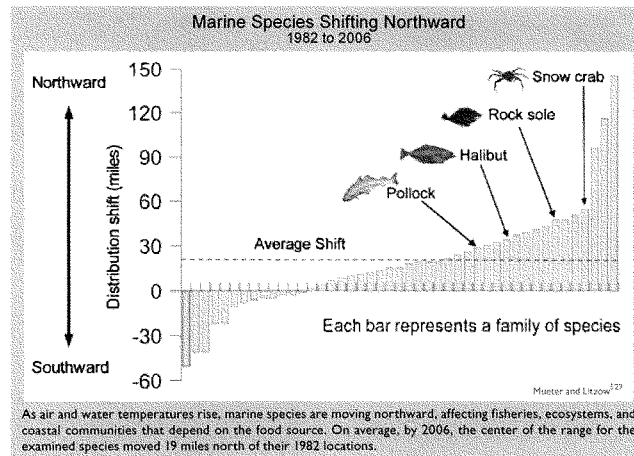 Marine Species Shifting Northward
1982 to 2006
Northward
Southward
Distribution shift (miles)
150
120
90
60
30
0
-30
-60
Snow crab
Rock sole
Halibut
Pollock
Average Shift
Each bar represents a family of species
Mueter and Litzow
As air and water temperatures rise, marine species are moving northward, affecting fisheries, ecosystems, and
coastal communities that depend on the food source. On average, by 2006, the center of the range for the
examined species moved 19 miles north of their 1982 locations.